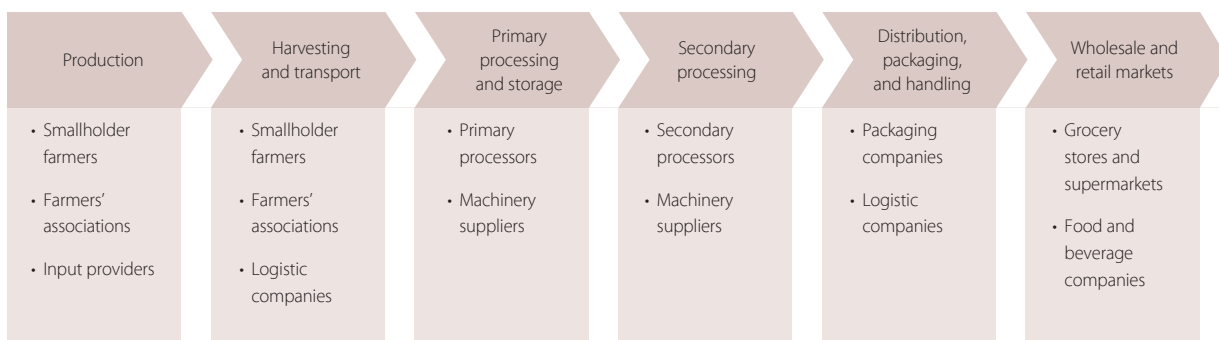 Production
Harvesting
and transport
Primary
processing
and storage
Secondary
processing
Distribution,
packaging,
and handling
Wholesale and
retail markets
• Smallholder
farmers
• Farmers’
associations
• Input providers
• Smallholder
farmers
• Farmers’
associations
• Logistic
companies
• Primary
processors
• Machinery
suppliers
• Secondary
processors
• Machinery
suppliers
• Packaging
companies
• Logistic
companies
• Grocery
stores and
supermarkets
• Food and
beverage
companies